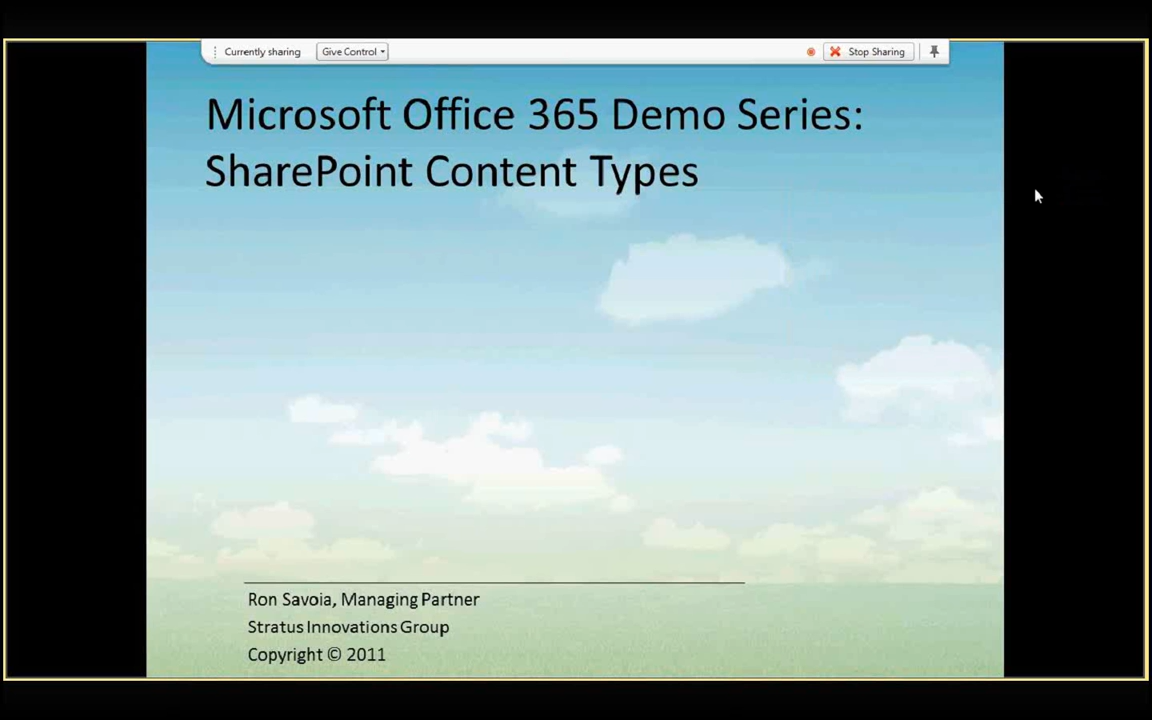 Currently sharing Give Control Stop Sharing
Microsoft Office 365 Demo Series:
SharePoint Content Types
Ron Savoia, Managing Partner
Stratus Innovations Group
Copyright © 2011